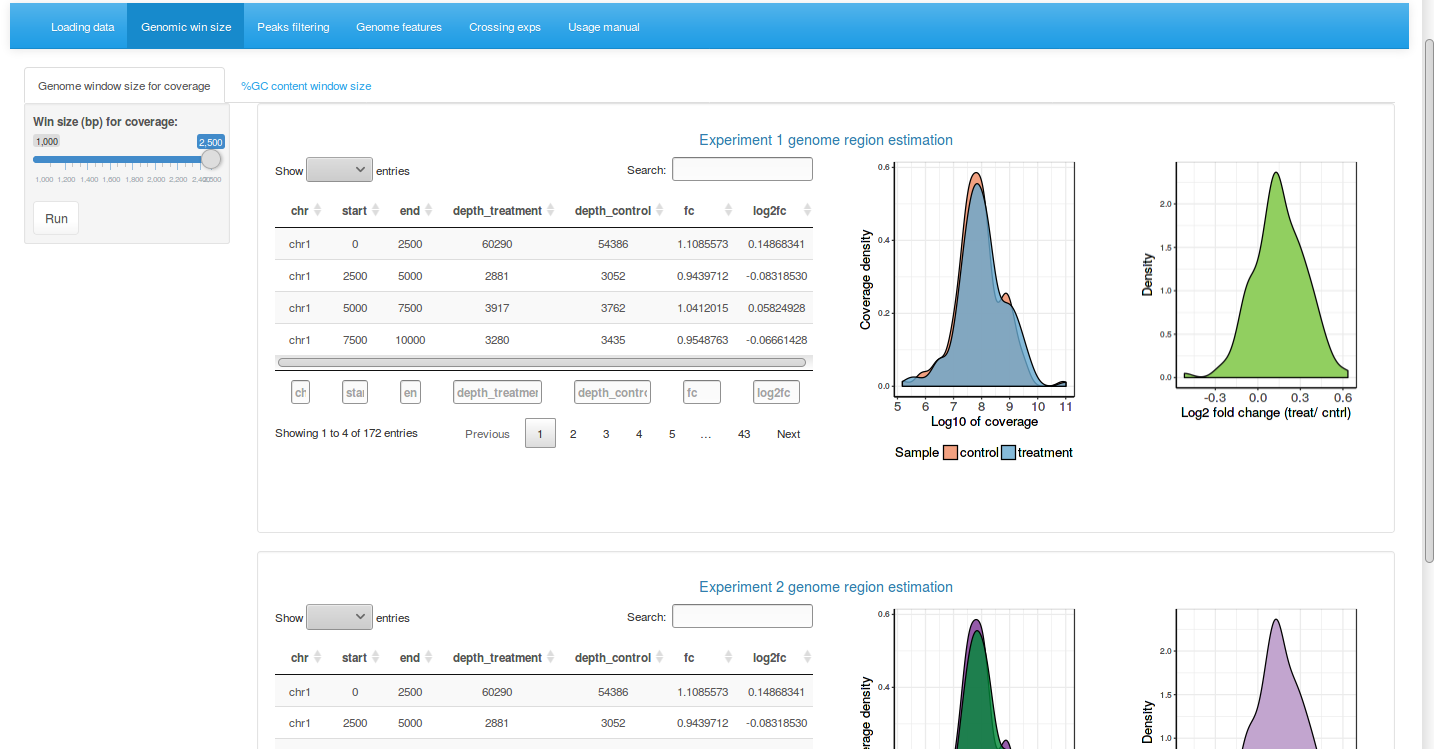 Loading data Genomic win size Peaks filtering Genome features Crossing exps Usage manual
Genome window size for coverage %GC content window size
Win size (bp) for coverage:
1,000 2,500
1,000 1,200 1,400 1,600 1,800 2,000 2,200 2,400 2,500
Run
Experiment 1 genome region estimation
Show entries Search:
chr start end depth_treatment depth_control fc log2fc
chr1 0 2500 60290 54386 1.1085573 0.14868341
chr1 2500 5000 2881 3052 0.9439712 -0.08318530
chr1 5000 7500 3917 3762 1.0412015 0.05824928
chr1 7500 10000 3280 3435 0.9548763 -0.06661428
ch star en depth_treatmer depth_contro fc log2fc
Showing 1 to 4 of 172 entries Previous 1 2 3 4 5 … 43 Next
Coverage density
0.6
0.4
0.2
0.0
5 6 7 8 9 10 11
Log10 of coverage
Sample control treatment
Density
2.0
1.5
1.0
0.5
0.0
-0.3 0.0 0.3 0.6
Log2 fold change (treat/ cntrl)
Experiment 2 genome region estimation
Show entries Search:
chr start end depth_treatment depth_control fc log2fc
chr1 0 2500 60290 54386 1.1085573 0.14868341
chr1 2500 5000 2881 3052 0.9439712 -0.08318530
erage density
0.6
0.4
Density
2.0
1.5
1.0